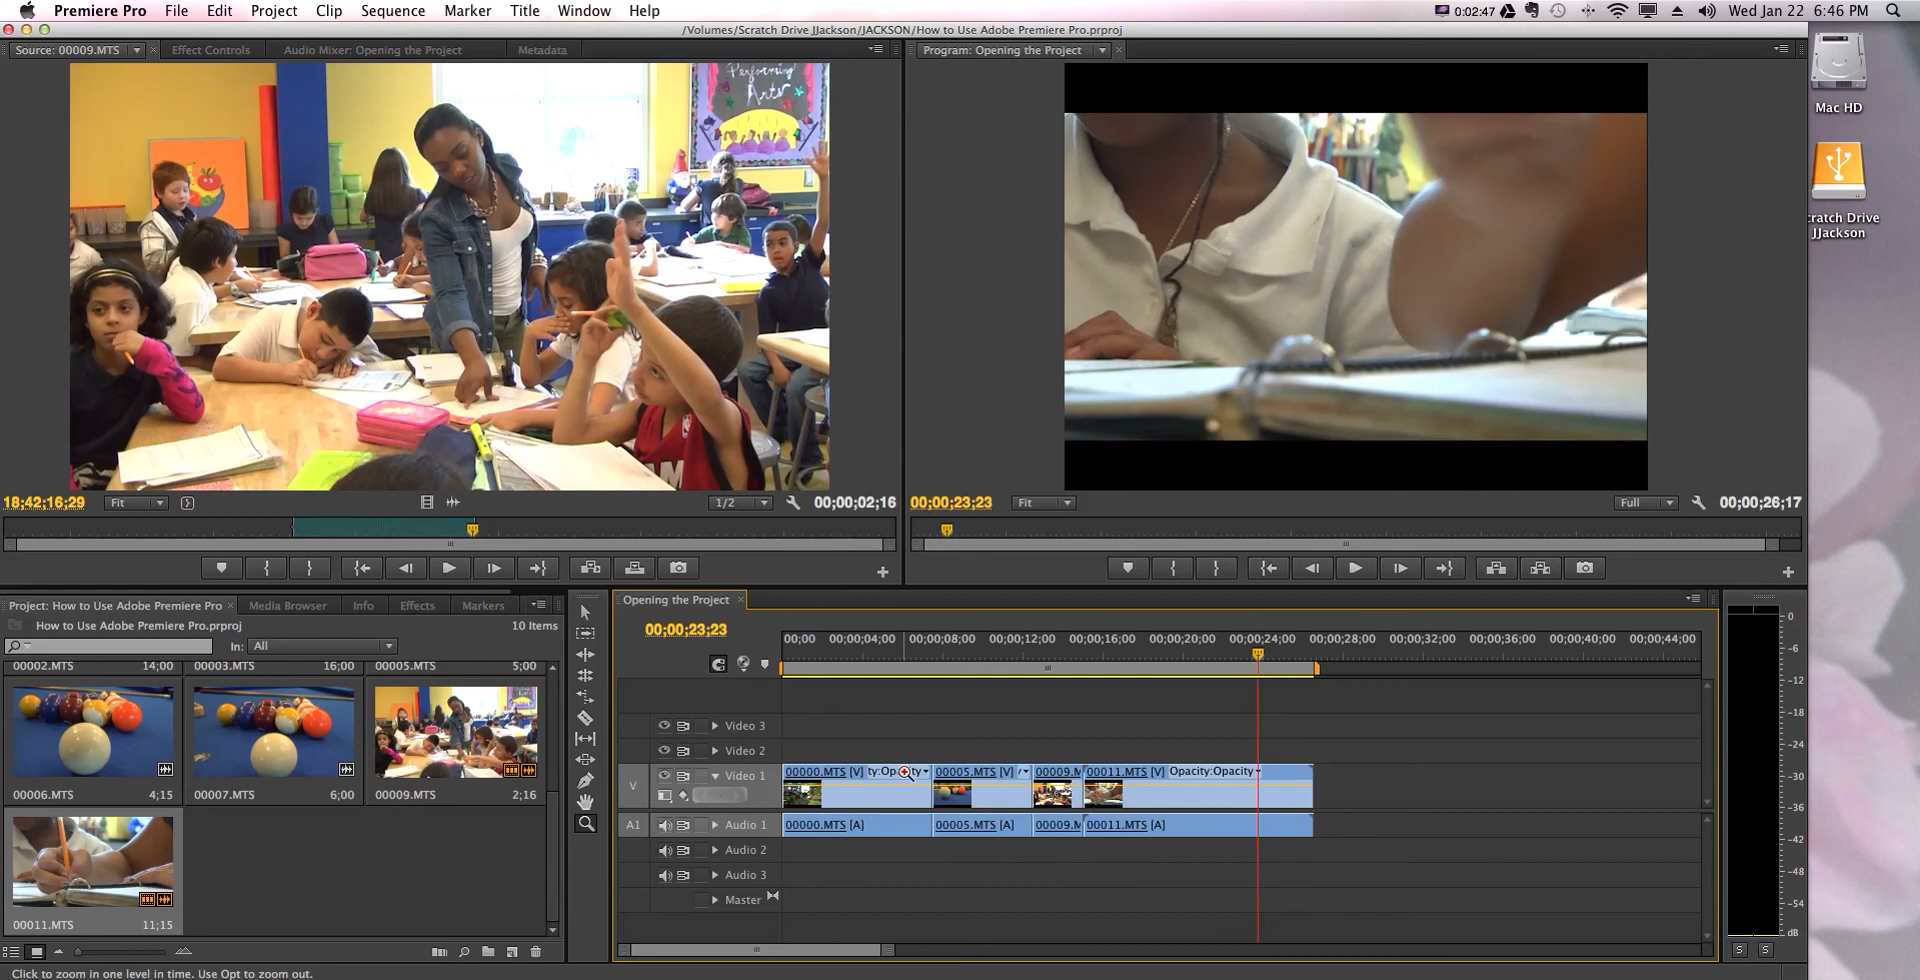 Premiere Pro File Edit Project Clip Sequence Marker Title Window Help 0:02:47 Wed Jan 22 6:46 PM
/Volumes/Scratch Drive JJackson/JACKSON/How to Use Adobe Premiere Pro.prproj
Source: 00009.MTS Effect Controls Audio Mixer: Opening the Project Metadata
Program: Opening the Project
Performing
Arts
Mac HD
cratch Drive
JJackson
18;42;16;29 Fit 1/2 00;00;02;16
00;00;23;23 Fit Full 00;00;26;17
Project: How to Use Adobe Premiere Pro Media Browser Info Effects Markers
How to Use Adobe Premiere Pro.prproj 10 Items
In: All
00002.MTS 14;00 00003.MTS 16;00 00005.MTS 5;00
00006.MTS 4;15 00007.MTS 6;00 00009.MTS 2;16
00011.MTS 11;15
Opening the Project
00;00;23;23
00;00 00;00;04;00 00;00;08;00 00;00;12;00 00;00;16;00 00;00;20;00 00;00;24;00 00;00;28;00 00;00;32;00 00;00;36;00 00;00;40;00 00;00;44;00
Video 3
Video 2
V Video 1
00000.MTS [V] ty:Op ty 00005.MTS [V] 00009.M 00011.MTS [V] Opacity:Opacity
A1 Audio 1 00000.MTS [A] 00005.MTS [A] 00009.M 00011.MTS [A]
Audio 2
Audio 3
Master
0
-6
-12
-18
-24
-30
-36
-42
-48
-54
dB
S S
Click to zoom in one level in time. Use Opt to zoom out.